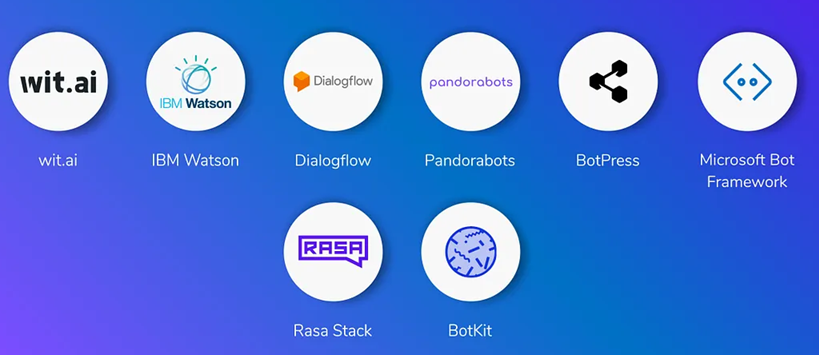 wit.ai
IBM Watson
Dialogflow
pandorabots
wit.ai
IBM Watson
Dialogflow
Pandorabots
BotPress
Microsoft Bot
Framework
RASA
Rasa Stack
BotKit